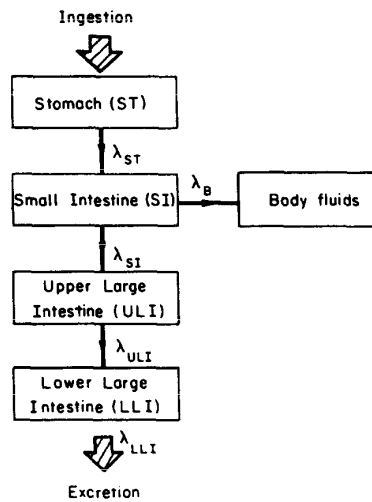 Ingestion
Stomach (ST)
λST
Small Intestine (SI)
λB
Body fluids
λSI
Upper Large
Intestine (ULI)
λULI
Lower Large
Intestine (LLI)
λLLI
Excretion